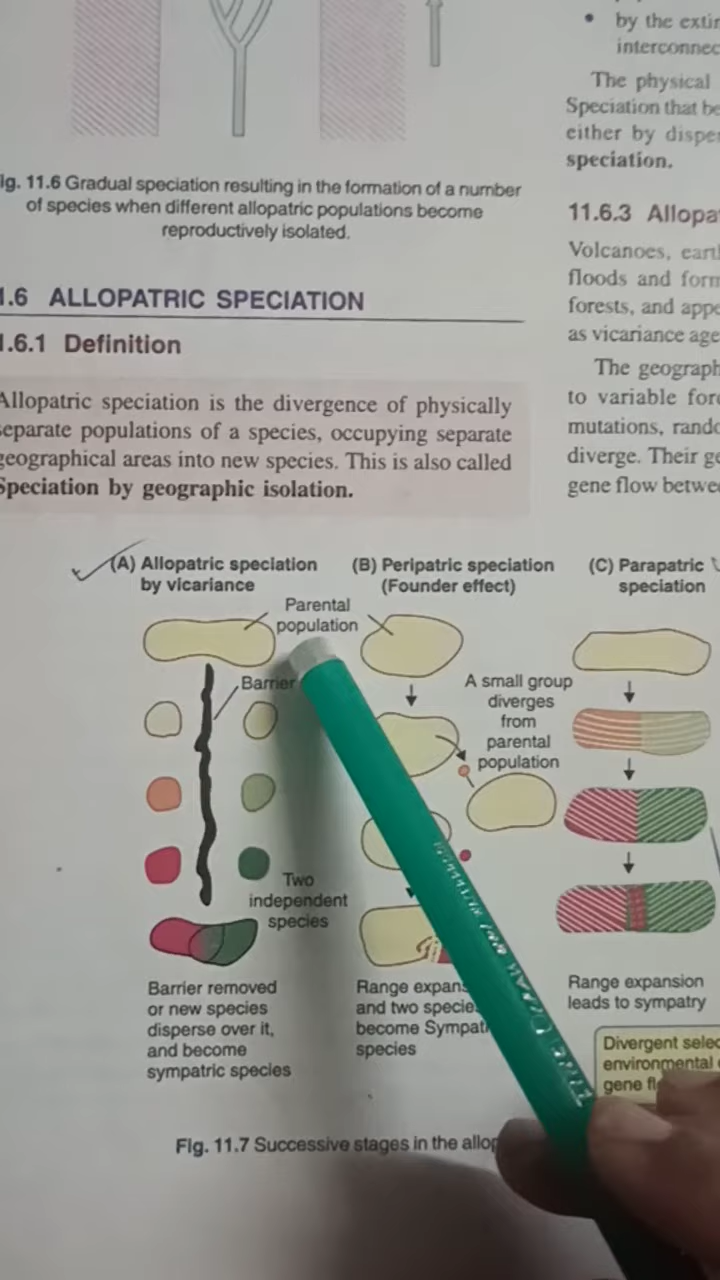 by the extin
interconnec
The physical
Speciation that be
either by disper
speciation.
11.6.3 Allopa
Volcanoes, eart
floods and form
forests, and appe
as vicariance age
The geograph
to variable forc
mutations, rando
diverge. Their ge
gene flow betwee
ig. 11.6 Gradual speciation resulting in the formation of a number
of species when different allopatric populations become
reproductively isolated.
1.6 ALLOPATRIC SPECIATION
1.6.1 Definition
Allopatric speciation is the divergence of physically
separate populations of a species, occupying separate
geographical areas into new species. This is also called
Speciation by geographic isolation.
(A) Allopatric speciation
by vicariance
(B) Peripatric speciation
(Founder effect)
(C) Parapatric
speciation
Parental
population
Barrier
A small group
diverges
from
parental
population
Two
independent
species
Barrier removed
or new species
disperse over it,
and become
sympatric species
Range expans
and two specie
become Sympat
species
Range expansion
leads to sympatry
Divergent selec
environmental
gene fl
Fig. 11.7 Successive stages in the allop